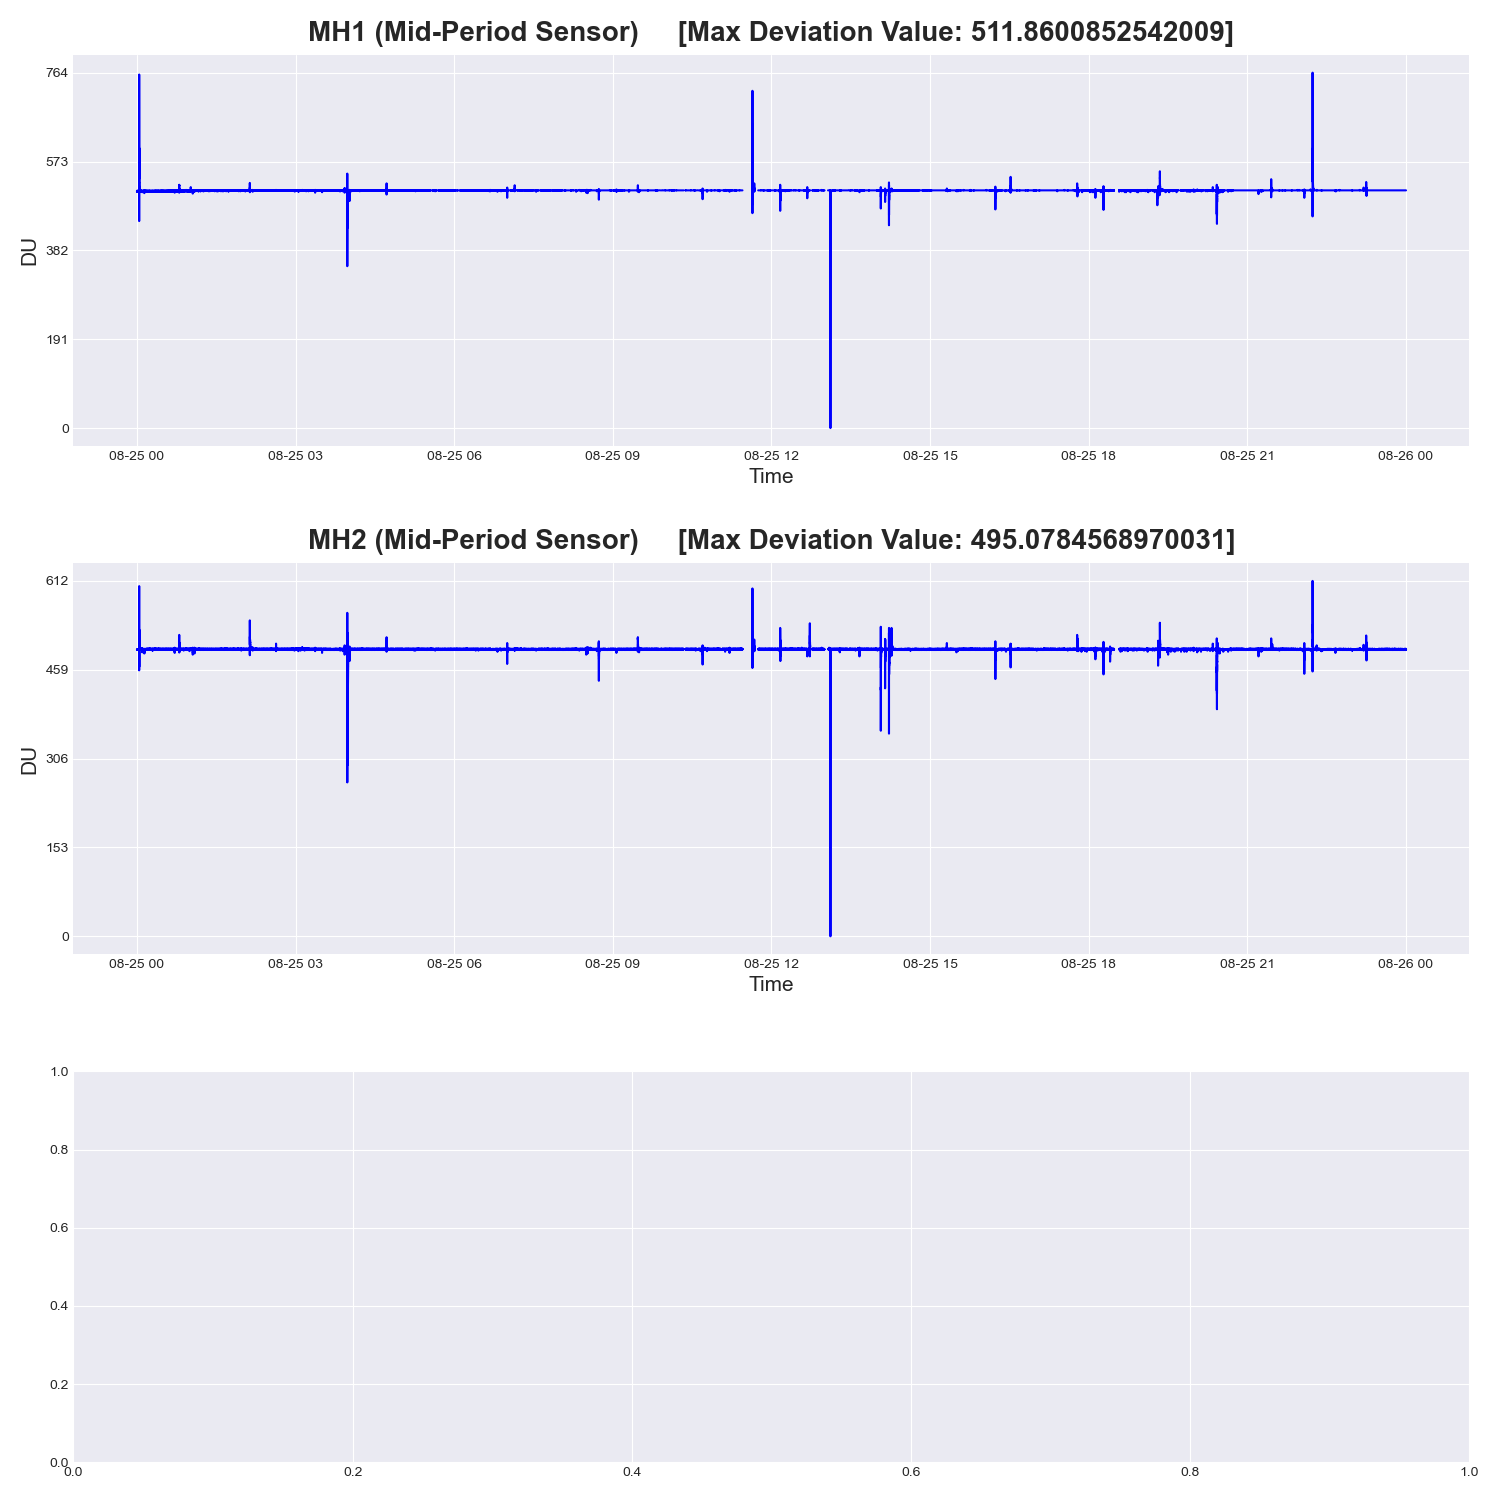 MH1 (Mid-Period Sensor) [Max Deviation Value: 511.8600852542009]
764
573
382
191
0
DU
08-25 00 08-25 03 08-25 06 08-25 09 08-25 12 08-25 15 08-25 18 08-25 21 08-26 00
Time
MH2 (Mid-Period Sensor) [Max Deviation Value: 495.0784568970031]
612
459
306
153
0
DU
08-25 00 08-25 03 08-25 06 08-25 09 08-25 12 08-25 15 08-25 18 08-25 21 08-26 00
Time
1.0
0.8
0.6
0.4
0.2
0.0
0.0 0.2 0.4 0.6 0.8 1.0